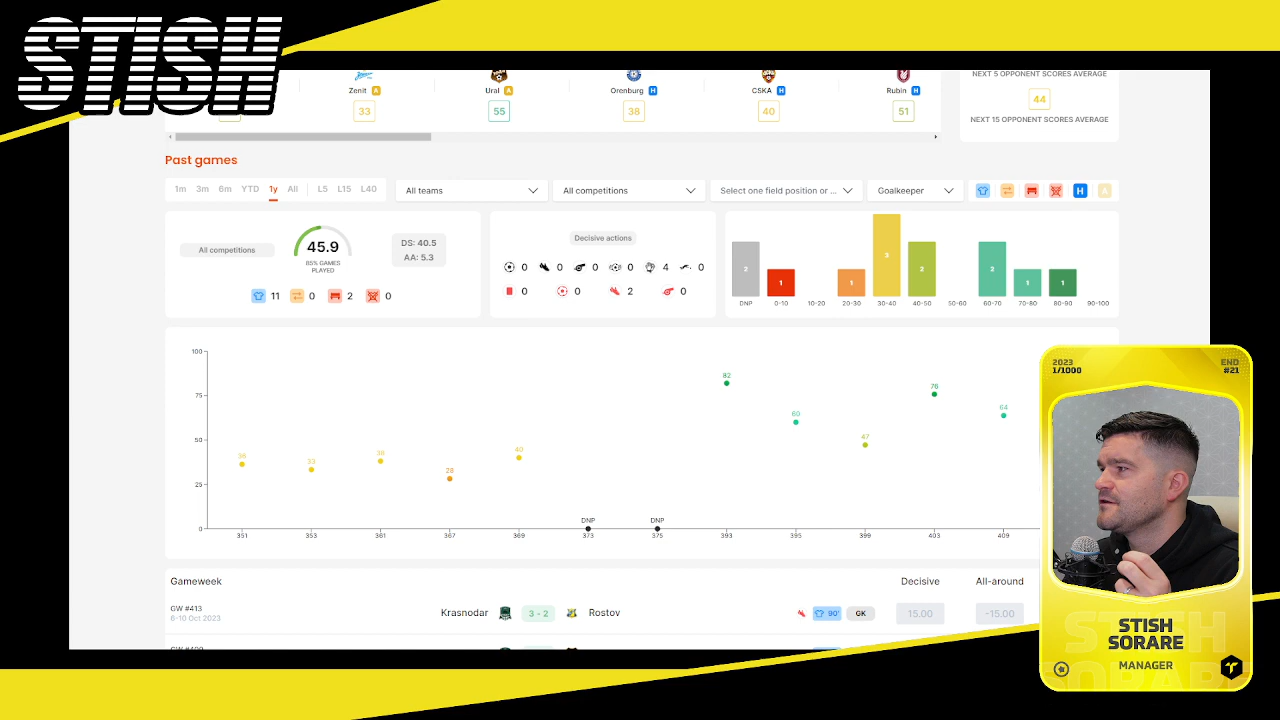 STISH
Zenit A
Ural A
Orenburg H
CSKA H
Rubin H
33
55
38
40
51
NEXT 5 OPPONENT SCORES AVERAGE
44
NEXT 15 OPPONENT SCORES AVERAGE
Past games
1m 3m 6m YTD 1y All L5 L15 L40
All teams
All competitions
Select one field position or ...
Goalkeeper
H A
All competitions
45.9
85% GAMES
PLAYED
DS: 40.5
AA: 5.3
11 0 2 0
Decisive actions
0 0 0 0 4 0
0 0 2 0
3
1
1
1
1
DNP 0-10 10-20 20-30 30-40 40-50 50-60 60-70 70-80 80-90 90-100
100
75
50
25
0
36
33
38
28
40
DNP
DNP
82
60
47
76
64
351 353 361 367 369 373 375 393 395 399 403 409
Gameweek
Decisive
All-around
GW #413
6-10 Oct 2023
Krasnodar 3 - 2 Rostov
90' GK 15.00 -15.00
2023
1/1000
END
#21
STISH
SORARE
MANAGER